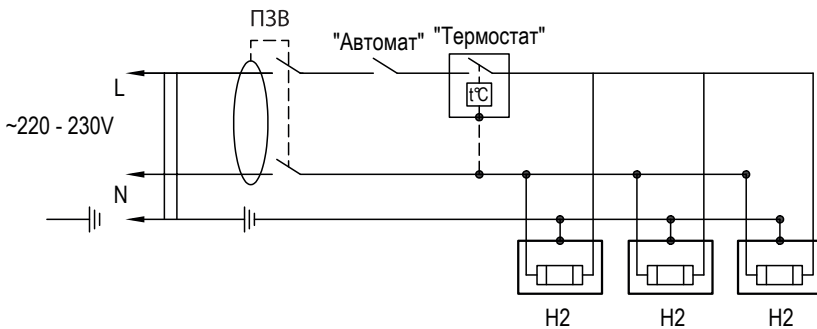 ПЗВ
"Автомат" "Термостат"
L
t°C
~220 - 230V
N
H2 H2 H2